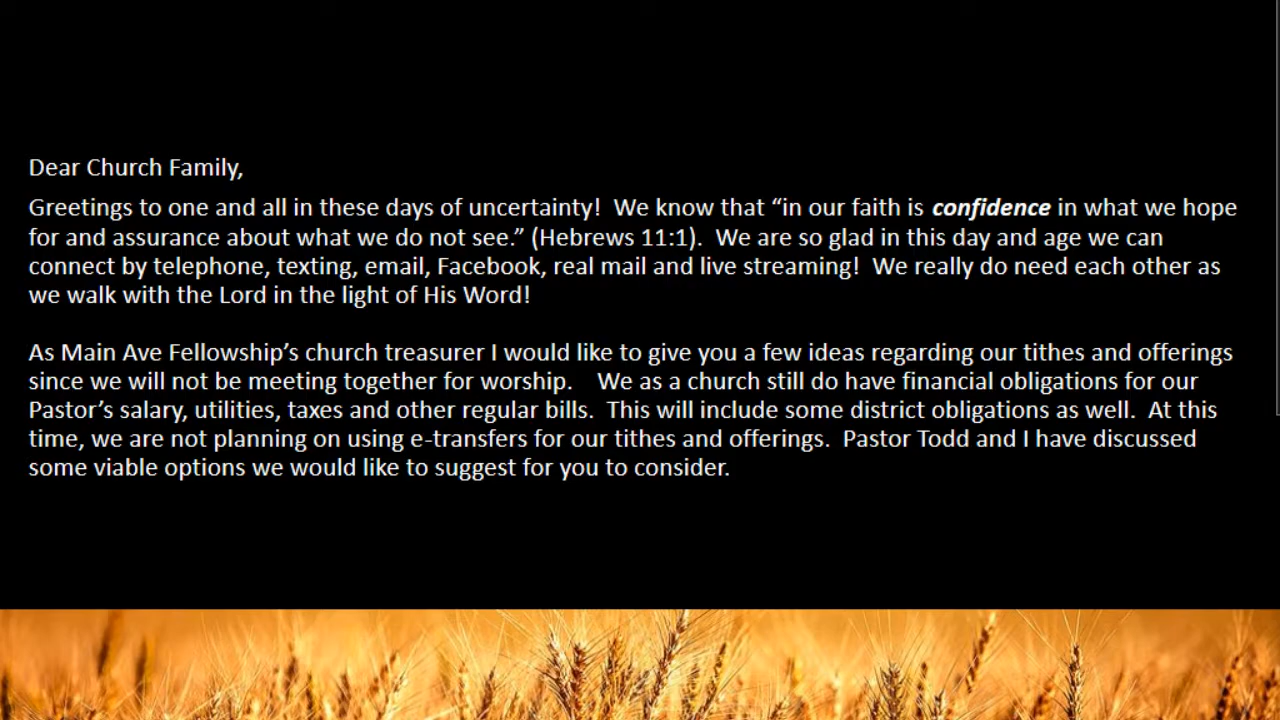 Dear Church Family,
Greetings to one and all in these days of uncertainty!  We know that “in our faith is confidence in what we hope
for and assurance about what we do not see.” (Hebrews 11:1).  We are so glad in this day and age we can
connect by telephone, texting, email, Facebook, real mail and live streaming!  We really do need each other as
we walk with the Lord in the light of His Word!
As Main Ave Fellowship’s church treasurer I would like to give you a few ideas regarding our tithes and offerings
since we will not be meeting together for worship.    We as a church still do have financial obligations for our
Pastor’s salary, utilities, taxes and other regular bills.  This will include some district obligations as well.  At this
time, we are not planning on using e-transfers for our tithes and offerings.  Pastor Todd and I have discussed
some viable options we would like to suggest for you to consider.